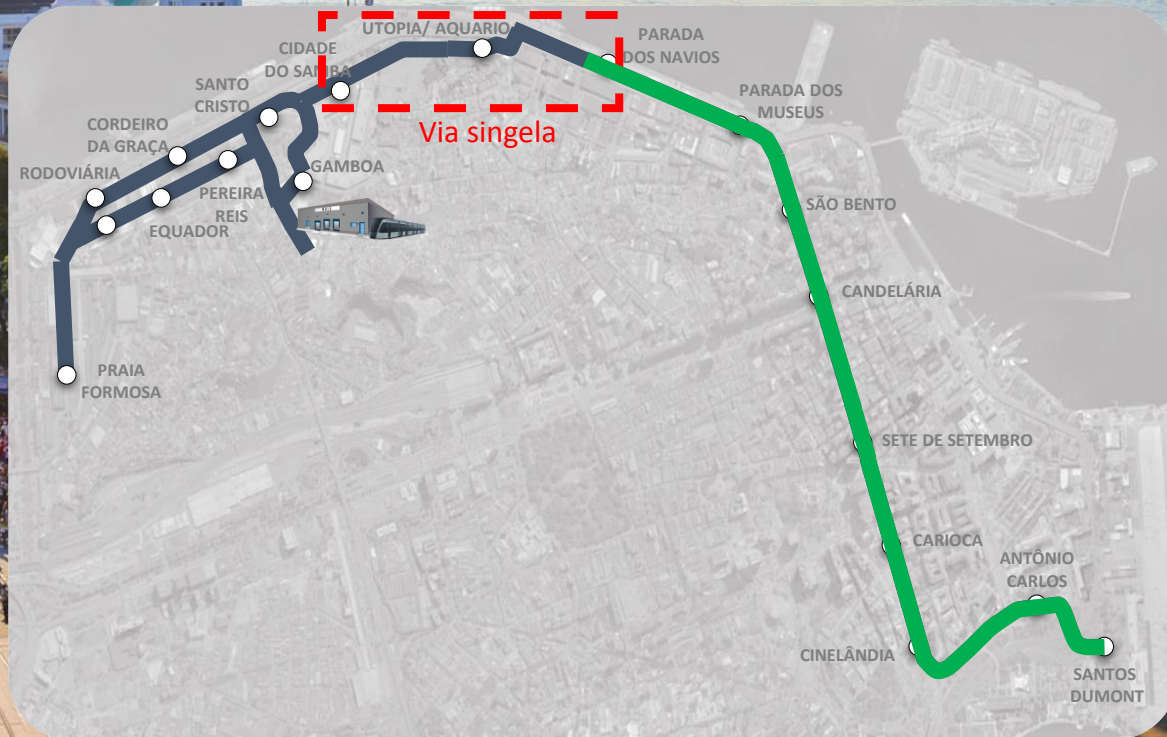 UTOPIA/ AQUARIO
PARADA
DOS NAVIOS
CIDADE
DO SAMBA
SANTO
CRISTO
PARADA DOS
MUSEUS
Via singela
CORDEIRO
DA GRAÇA
RODOVIÁRIA
GAMBOA
PEREIRA
REIS
SÃO BENTO
EQUADOR
CANDELÁRIA
PRAIA
FORMOSA
SETE DE SETEMBRO
CARIOCA
ANTÔNIO
CARLOS
CINELÂNDIA
SANTOS
DUMONT